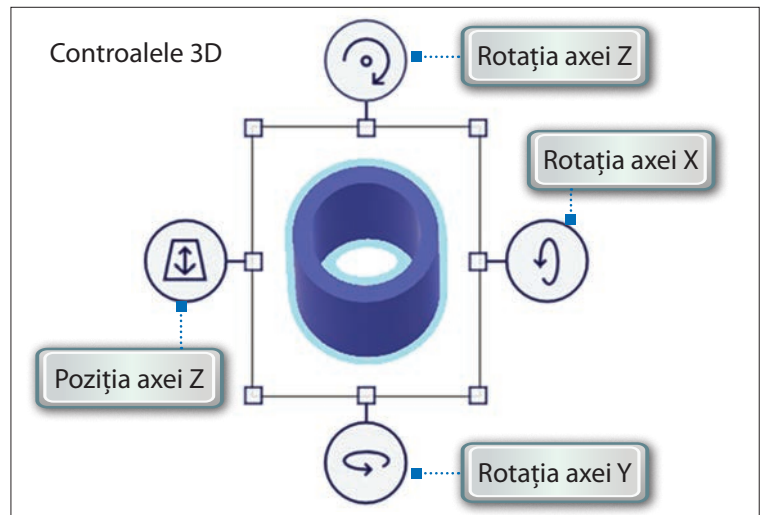 Controalele 3D
Rotația axei Z
Rotația axei X
Poziția axei Z
Rotația axei Y